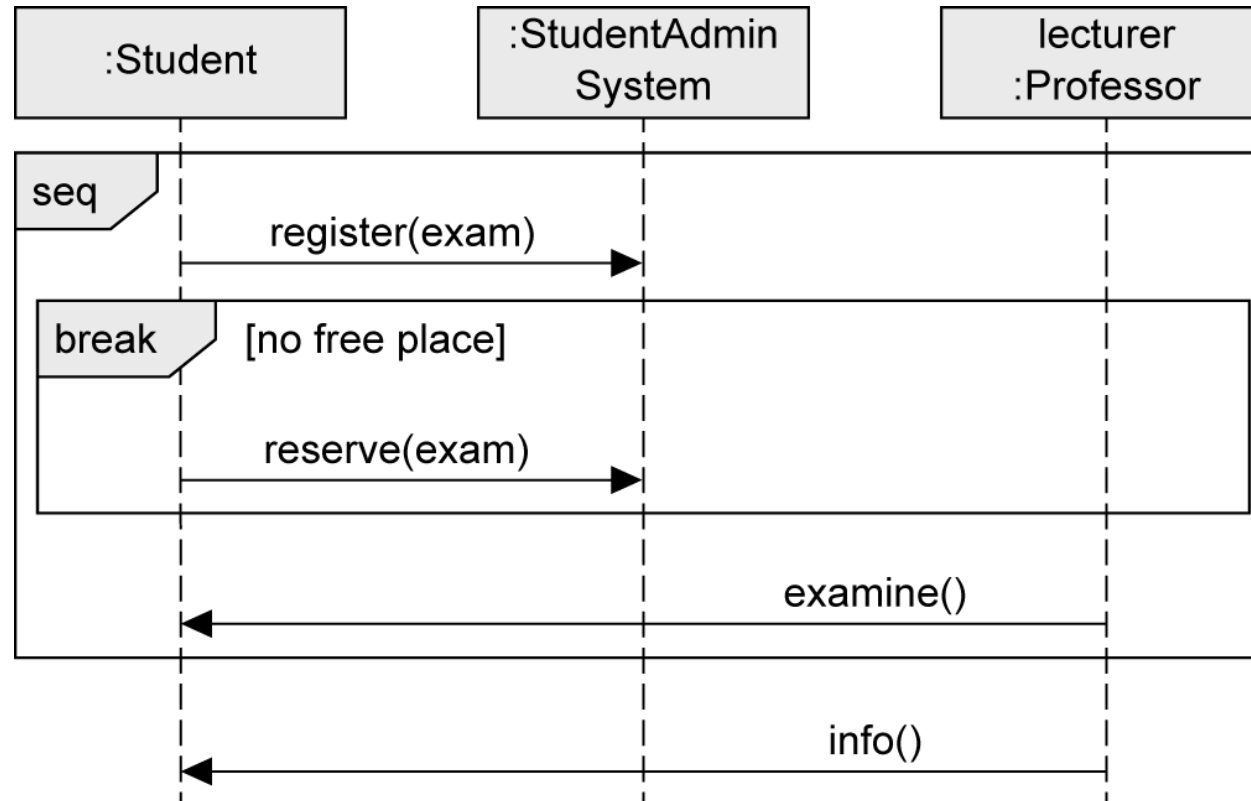 :Student
:StudentAdmin
System
lecturer
:Professor
seq
register(exam)
break
[no free place]
reserve(exam)
examine()
info()